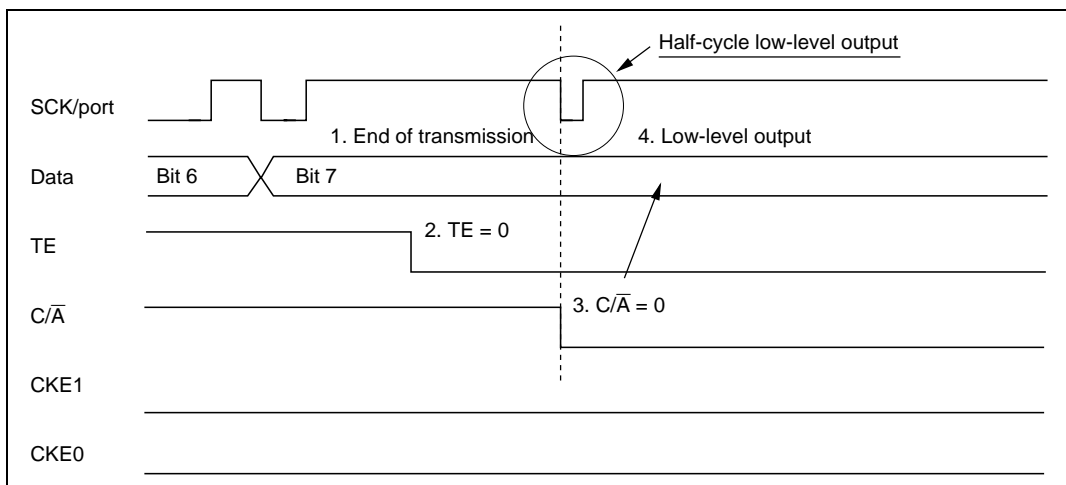 Half-cycle low-level output
SCK/port
1. End of transmission
4. Low-level output
Data
Bit 6
Bit 7
TE
2. TE = 0
C/A̅
3. C/A̅ = 0
CKE1
CKE0